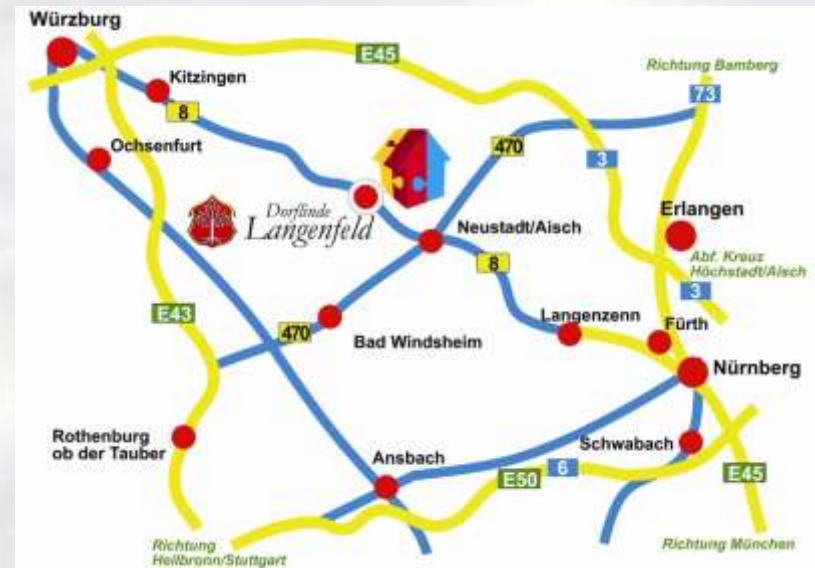 Würzburg
E45
Richtung Bamberg
Kitzingen
73
8
Ochsenfurt
470
3
Dorflinde
Langenfeld
Erlangen
Neustadt/Aisch
Abf. Kreuz
Höchstadt/Aisch
8
3
E43
Langenzenn
Fürth
470
Bad Windsheim
Nürnberg
Rothenburg
ob der Tauber
Schwabach
Ansbach
6
E50
E45
Richtung
Heilbronn/Stuttgart
Richtung München